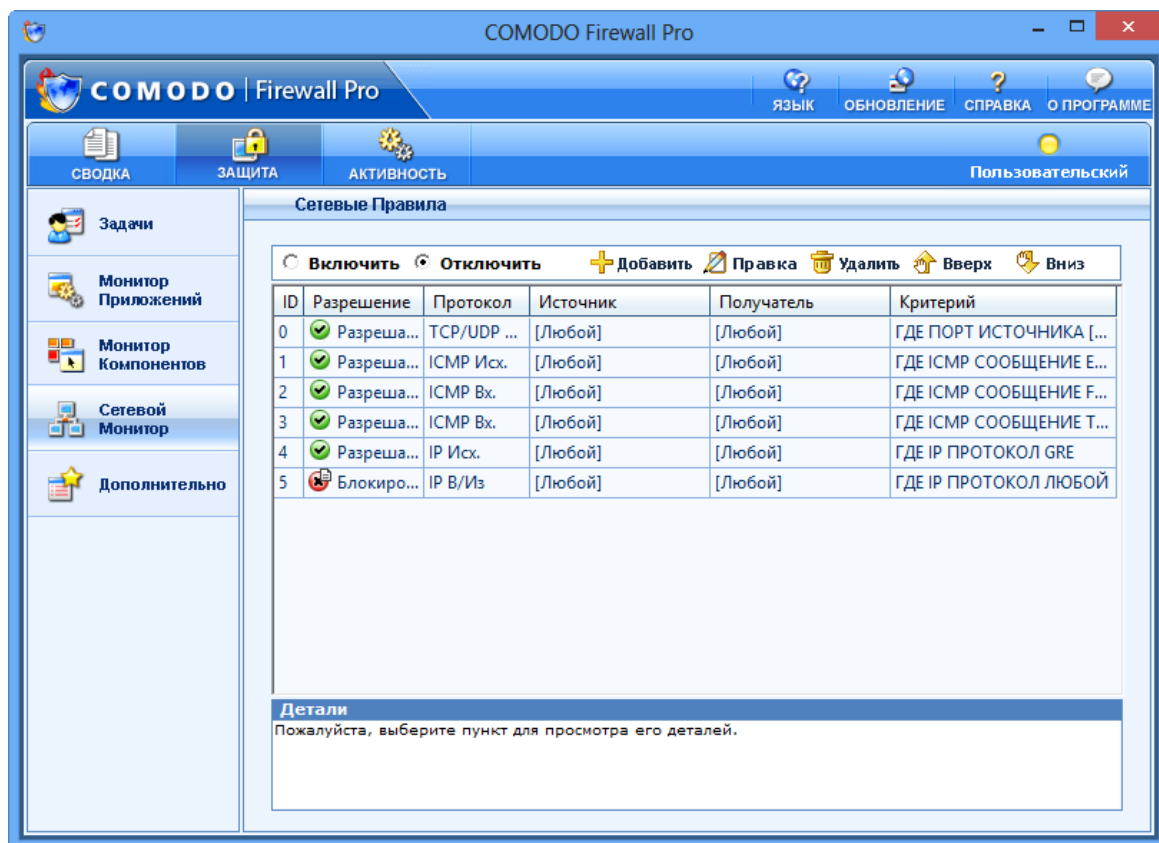 COMODO Firewall Pro
COMODO | Firewall Pro
ЯЗЫК ОБНОВЛЕНИЕ СПРАВКА О ПРОГРАММЕ
СВОДКА ЗАЩИТА АКТИВНОСТЬ Пользовательский
Задачи
Монитор
Приложений
Монитор
Компонентов
Сетевой
Монитор
Дополнительно
Сетевые Правила
Включить Отключить Добавить Правка Удалить Вверх Вниз
ID Разрешение Протокол Источник Получатель Критерий
0 Разреша... TCP/UDP ... [Любой] [Любой] ГДЕ ПОРТ ИСТОЧНИКА [...
1 Разреша... ICMP Исх. [Любой] [Любой] ГДЕ ICMP СООБЩЕНИЕ E...
2 Разреша... ICMP Вх. [Любой] [Любой] ГДЕ ICMP СООБЩЕНИЕ F...
3 Разреша... ICMP Вх. [Любой] [Любой] ГДЕ ICMP СООБЩЕНИЕ T...
4 Разреша... IP Исх. [Любой] [Любой] ГДЕ IP ПРОТОКОЛ GRE
5 Блокиро... IP В/Из [Любой] [Любой] ГДЕ IP ПРОТОКОЛ ЛЮБОЙ
Детали
Пожалуйста, выберите пункт для просмотра его деталей.